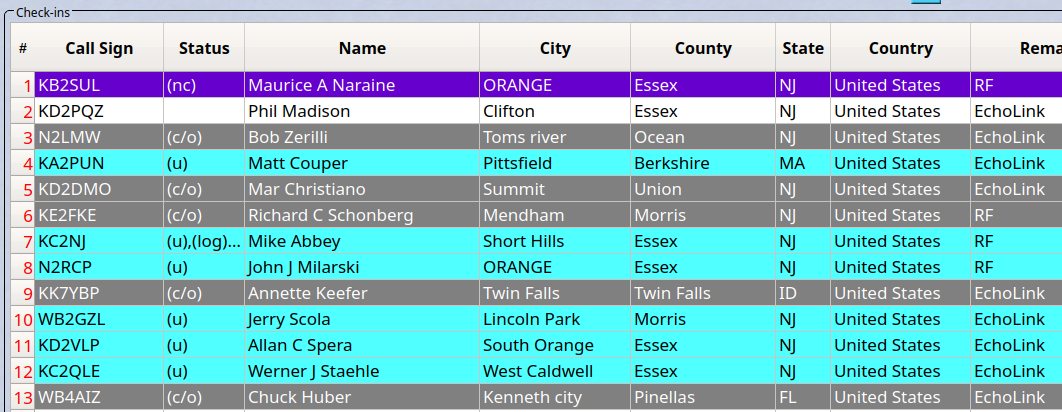 Check-ins
# Call Sign Status Name City County State Country Rema
1 KB2SUL (nc) Maurice A Naraine ORANGE Essex NJ United States RF
2 KD2PQZ Phil Madison Clifton Essex NJ United States EchoLink
3 N2LMW (c/o) Bob Zerilli Toms river Ocean NJ United States EchoLink
4 KA2PUN (u) Matt Couper Pittsfield Berkshire MA United States EchoLink
5 KD2DMO (c/o) Mar Christiano Summit Union NJ United States EchoLink
6 KE2FKE (c/o) Richard C Schonberg Mendham Morris NJ United States RF
7 KC2NJ (u),(log)... Mike Abbey Short Hills Essex NJ United States RF
8 N2RCP (u) John J Milarski ORANGE Essex NJ United States RF
9 KK7YBP (c/o) Annette Keefer Twin Falls Twin Falls ID United States EchoLink
10 WB2GZL (u) Jerry Scola Lincoln Park Morris NJ United States EchoLink
11 KD2VLP (u) Allan C Spera South Orange Essex NJ United States EchoLink
12 KC2QLE (u) Werner J Staehle West Caldwell Essex NJ United States EchoLink
13 WB4AIZ (c/o) Chuck Huber Kenneth city Pinellas FL United States EchoLink